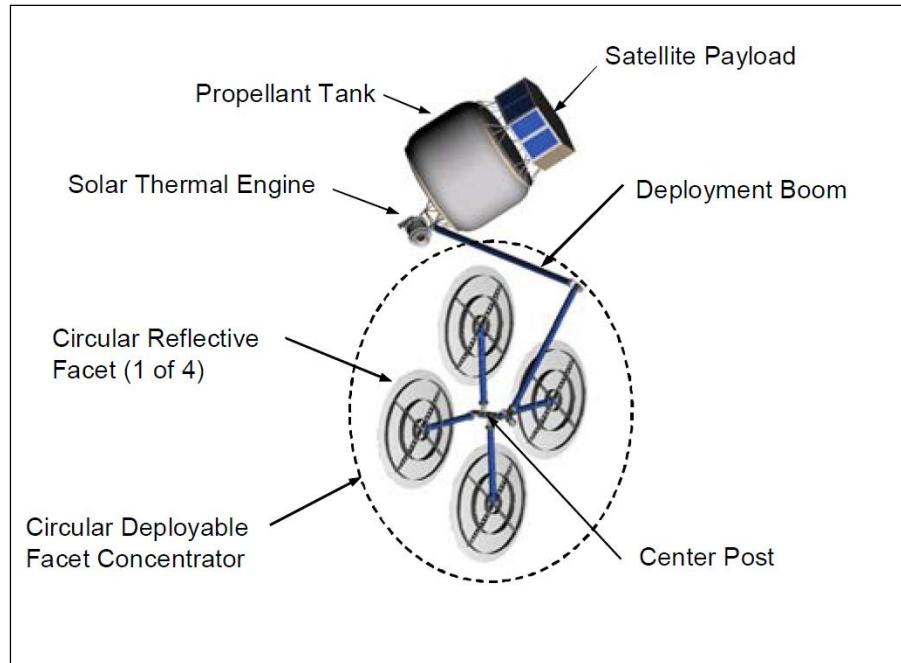 Satellite Payload
Propellant Tank
Solar Thermal Engine
Deployment Boom
Circular Reflective
Facet (1 of 4)
Circular Deployable
Facet Concentrator
Center Post